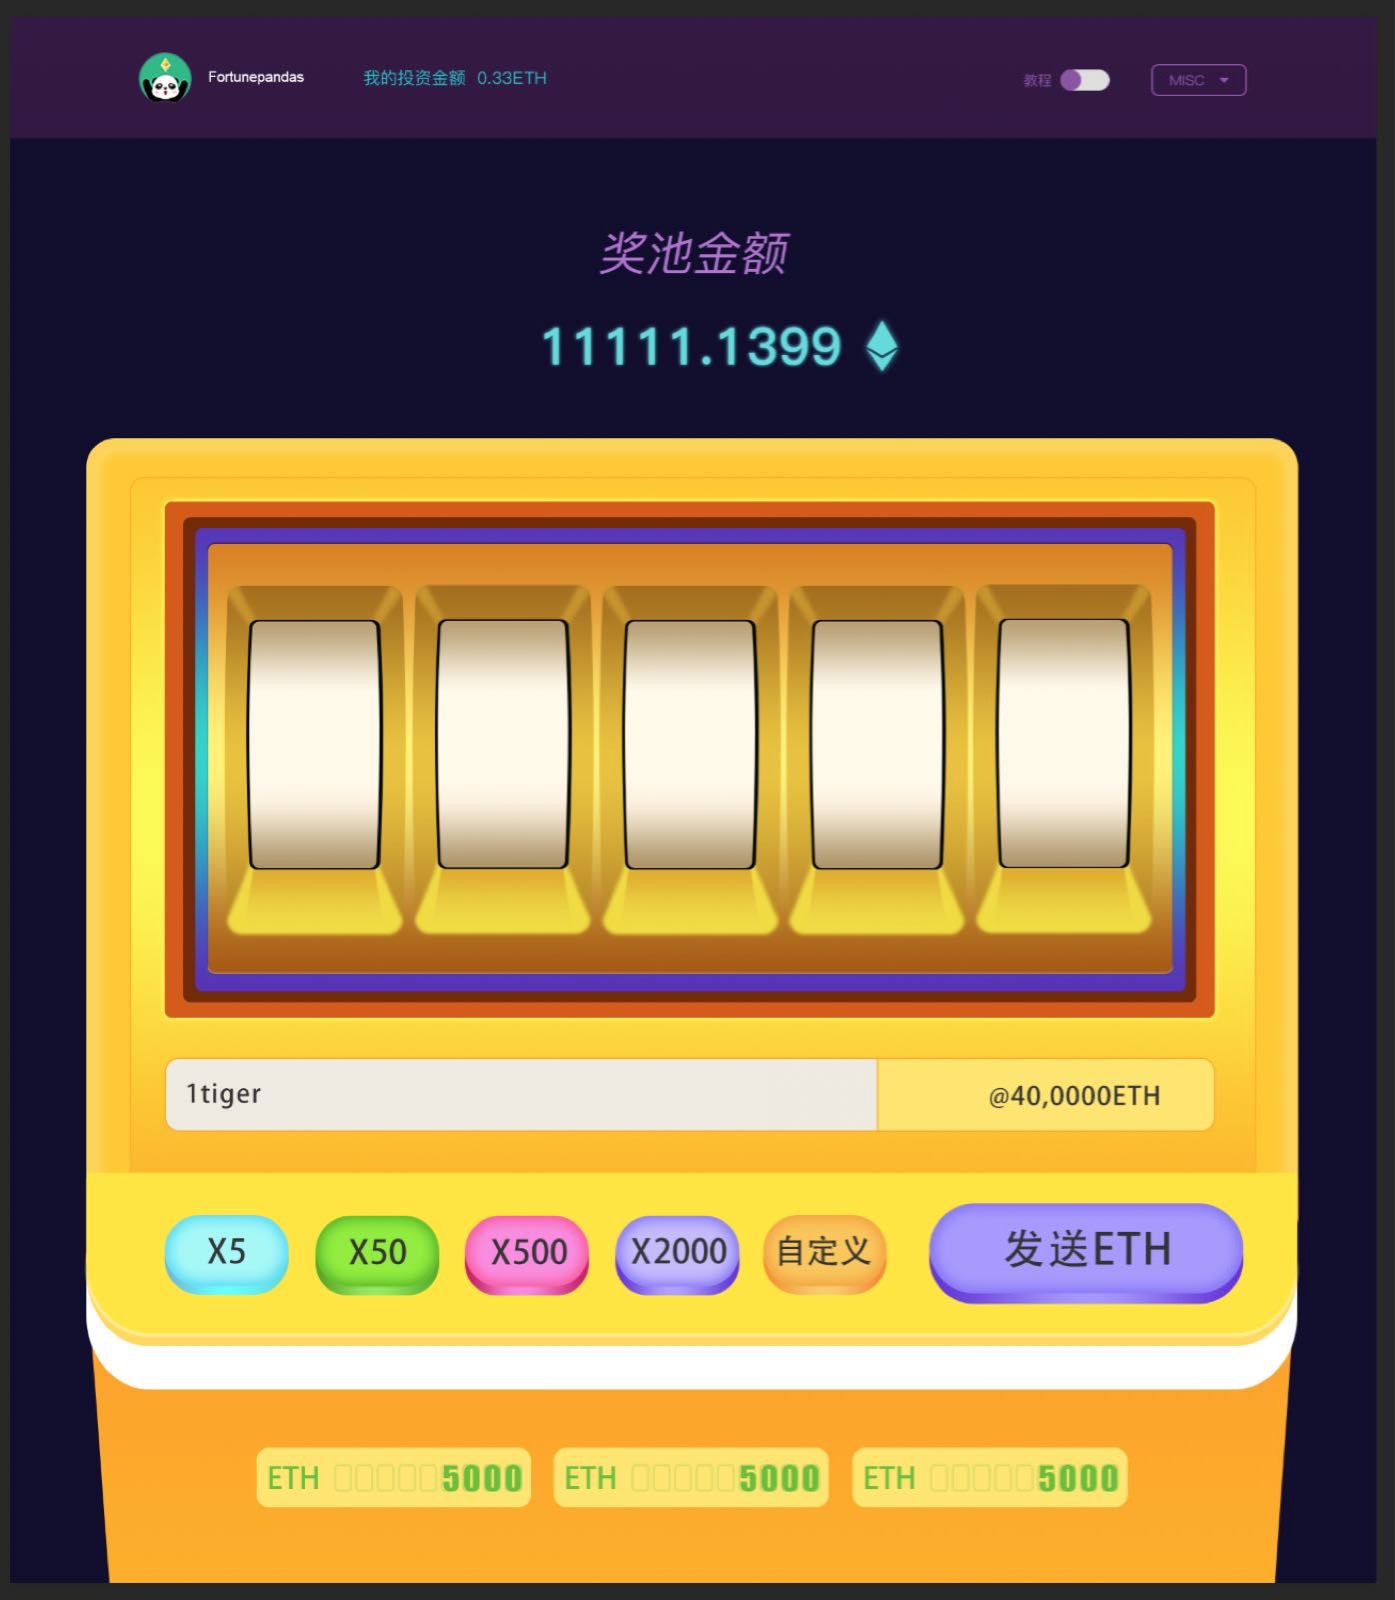 Fortunepandas 我的投资金额 0.33ETH 教程 MISC
奖池金额
11111.1399
1tiger @40,0000ETH
X5 X50 X500 X2000 自定义 发送ETH
ETH 5000 ETH 5000 ETH 5000